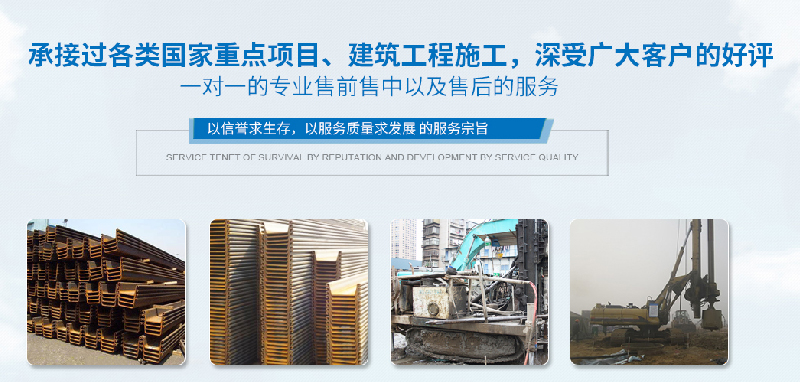 承接过各类国家重点项目、建筑工程施工，深受广大客户的好评
一对一的专业售前售中以及售后的服务
以信誉求生存，以服务质量求发展 的服务宗旨
SERVICE TENET OF SURVIVAL BY REPUTATION AND DEVELOPMENT BY SERVICE QUALITY